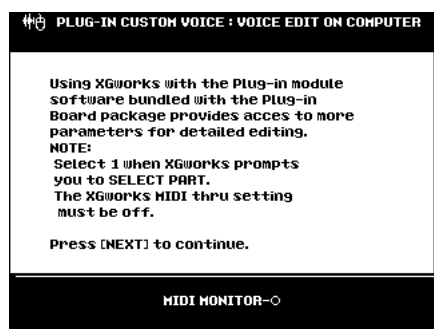 PLUG-IN CUSTOM VOICE : VOICE EDIT ON COMPUTER
Using XGworks with the Plug-in module
software bundled with the Plug-in
Board package provides acces to more
parameters for detailed editing.
NOTE:
Select 1 when XGworks prompts
you to SELECT PART.
The XGworks MIDI thru setting
must be off.
Press [NEXT] to continue.
MIDI MONITOR-○